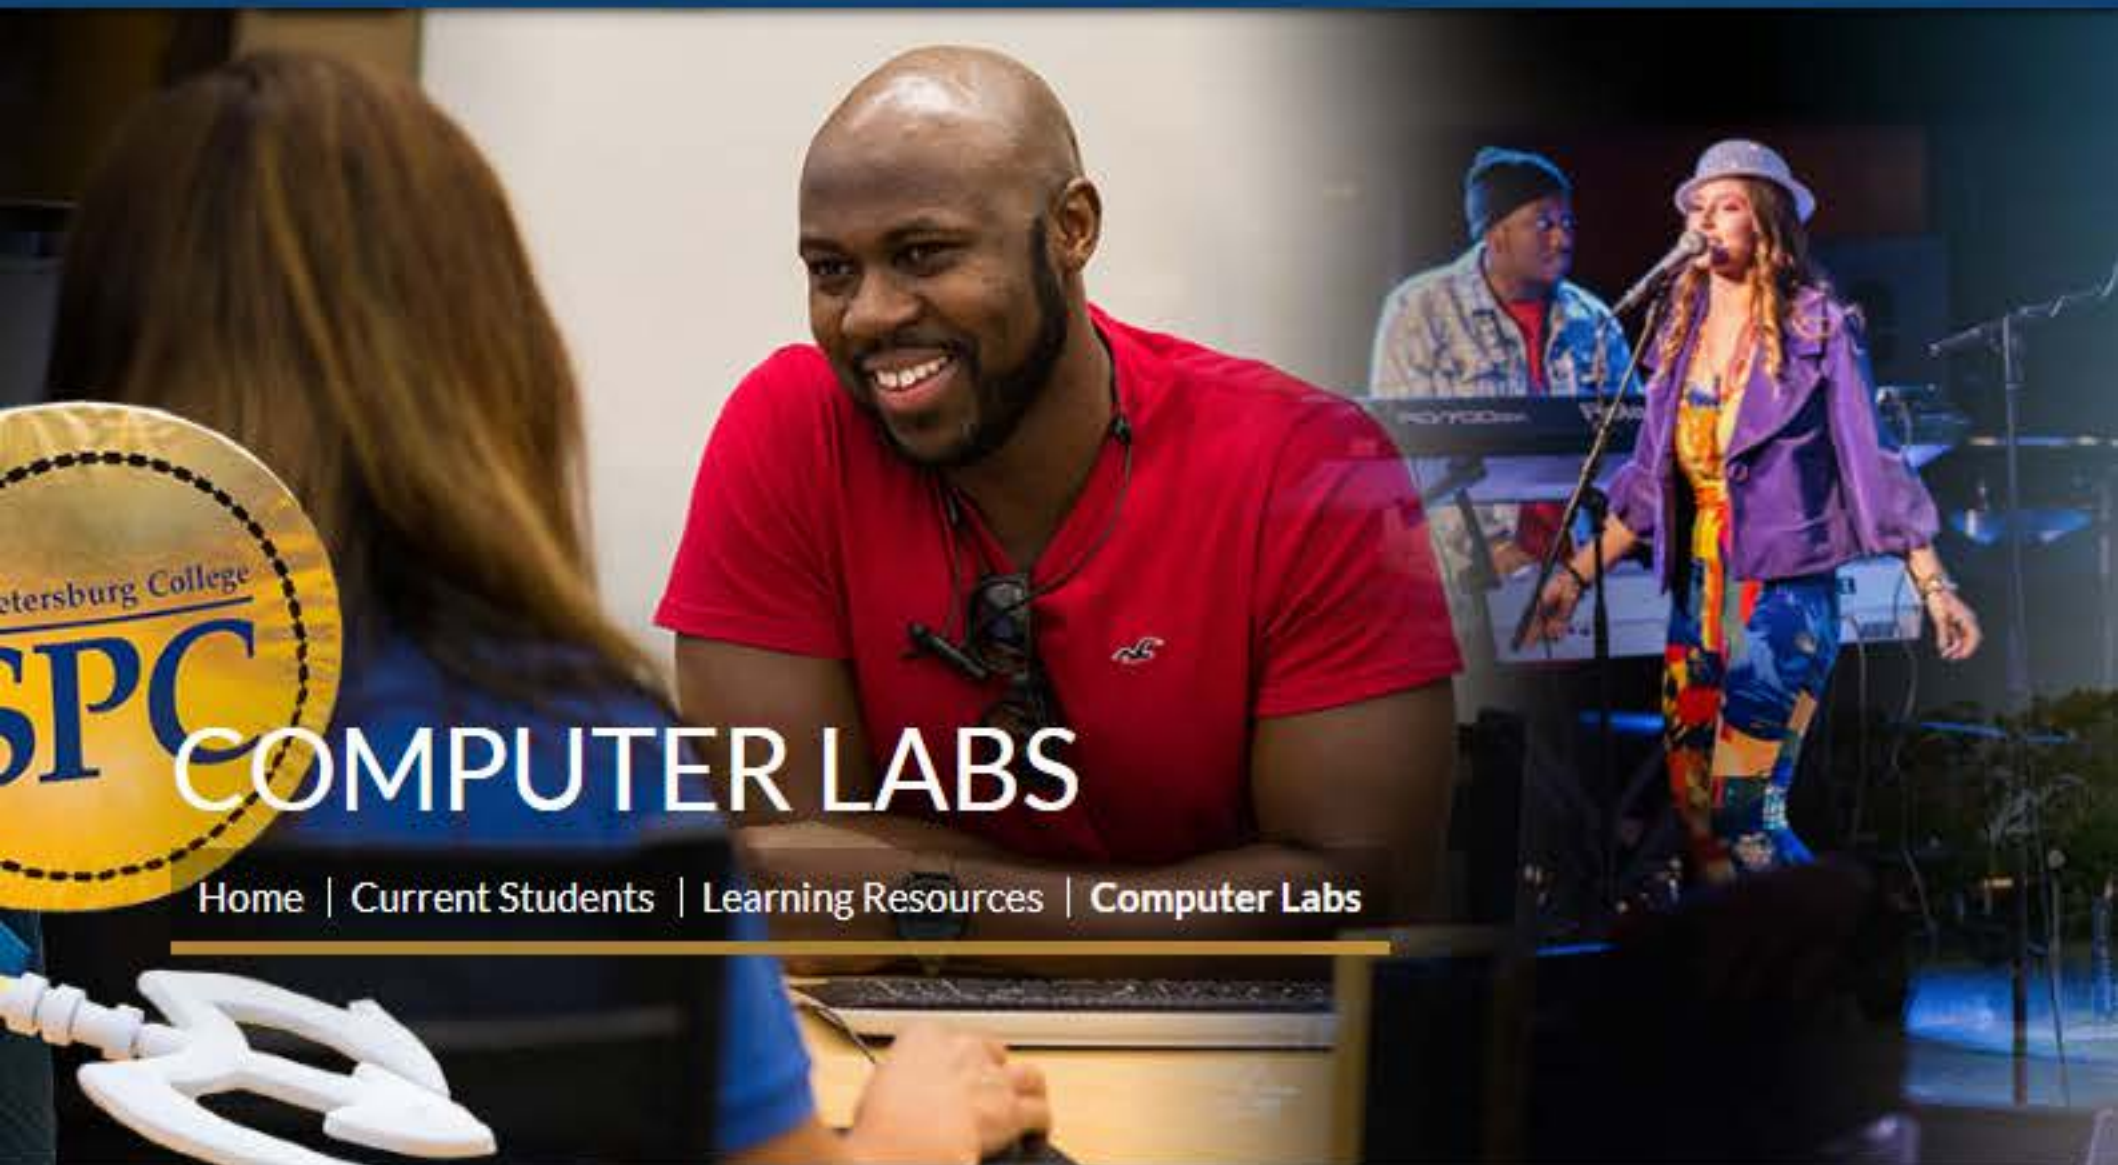 etersburg College
SPC
COMPUTER LABS
Home | Current Students | Learning Resources | Computer Labs